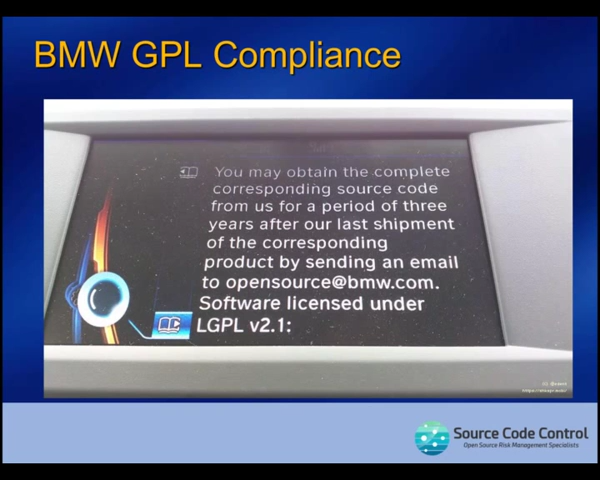 BMW GPL Compliance
You may obtain the complete
corresponding source code
from us for a period of three
years after our last shipment
of the corresponding
product by sending an email
to opensource@bmw.com.
Software licensed under
LGPL v2.1:
Source Code Control
Open Source Risk Management Specialists